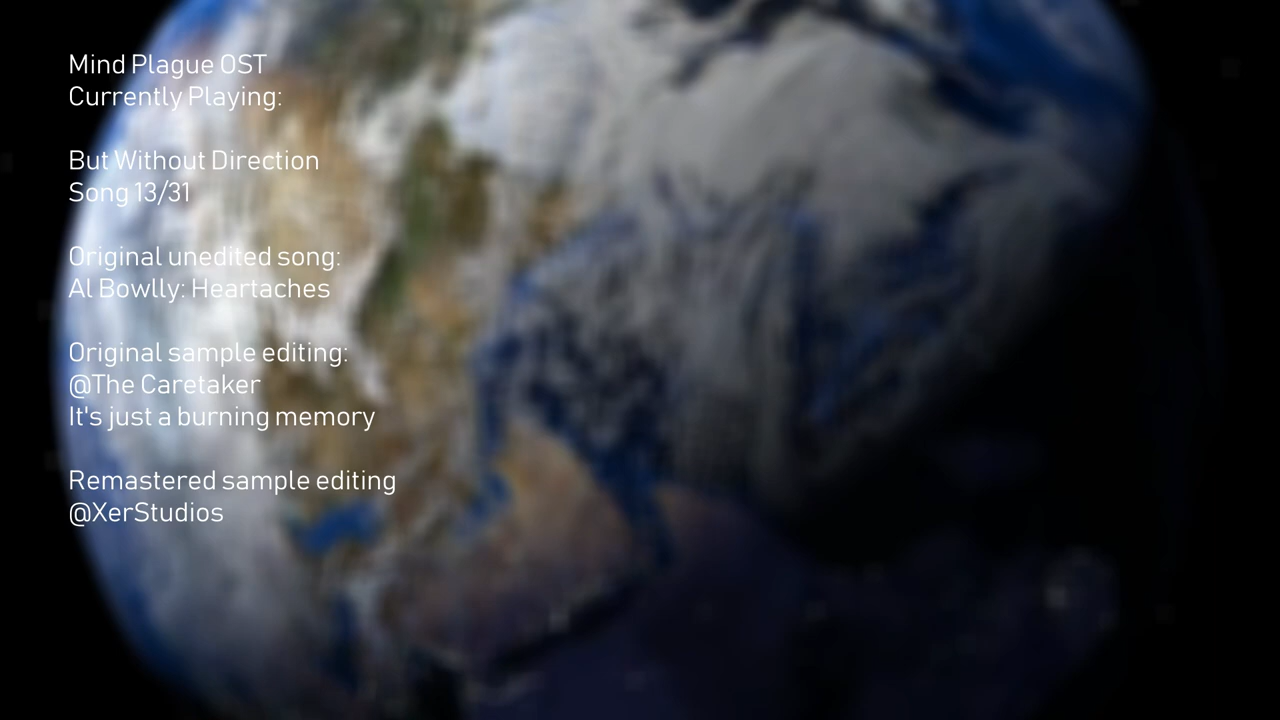 Mind Plague OST
Currently Playing:
But Without Direction
Song 13/31
Original unedited song:
Al Bowlly: Heartaches
Original sample editing:
@The Caretaker
It's just a burning memory
Remastered sample editing
@XerStudios